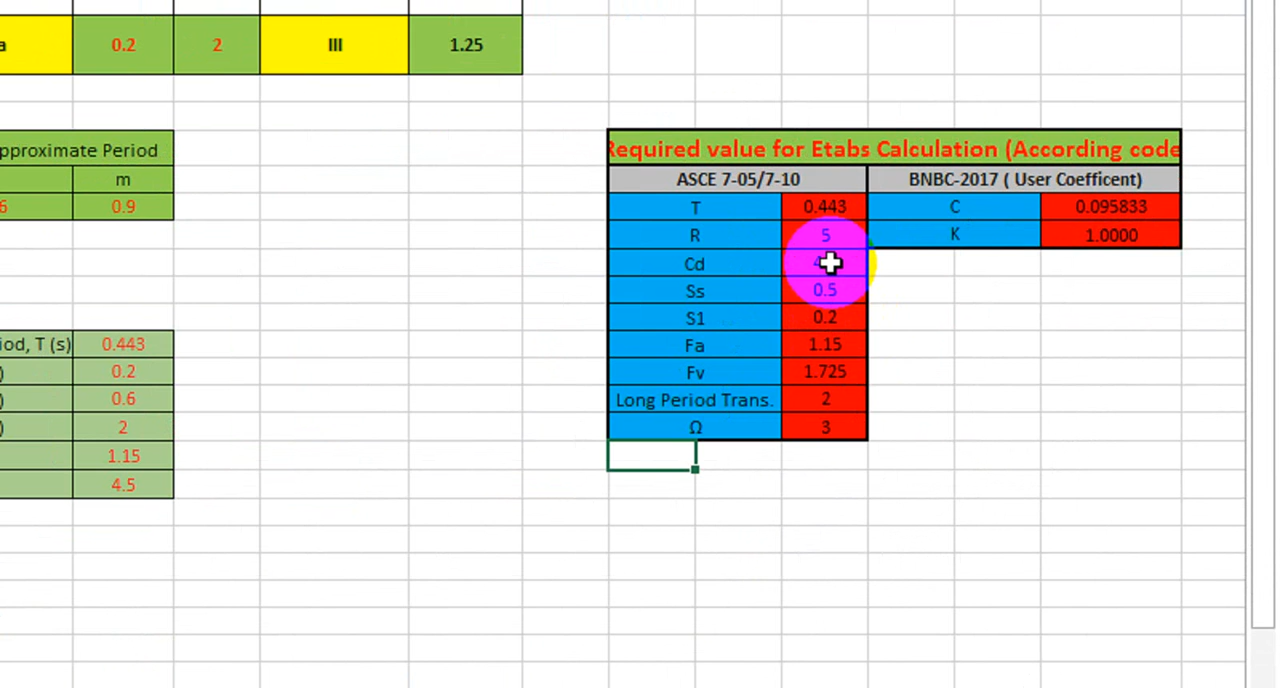 a 0.2 2 III 1.25
pproximate Period
m
6 0.9
Required value for Etabs Calculation (According code
ASCE 7-05/7-10 BNBC-2017 ( User Coefficent)
T 0.443 C 0.095833
R 5 K 1.0000
Cd
Ss 0.5
S1 0.2
Fa 1.15
Fv 1.725
Long Period Trans. 2
Ω 3
iod, T (s) 0.443
) 0.2
) 0.6
) 2
1.15
4.5